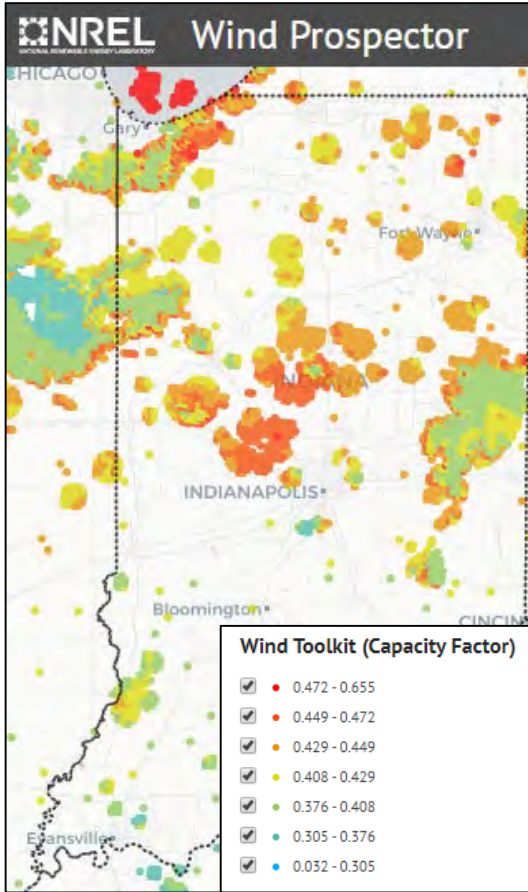 NREL
NATIONAL RENEWABLE ENERGY LABORATORY
Wind Prospector
CHICAGO
Gary
Fort Wayne
INDIANA
INDIANAPOLIS
Bloomington
CINCIN
Evansville
Wind Toolkit (Capacity Factor)
0.472 - 0.655
0.449 - 0.472
0.429 - 0.449
0.408 - 0.429
0.376 - 0.408
0.305 - 0.376
0.032 - 0.305